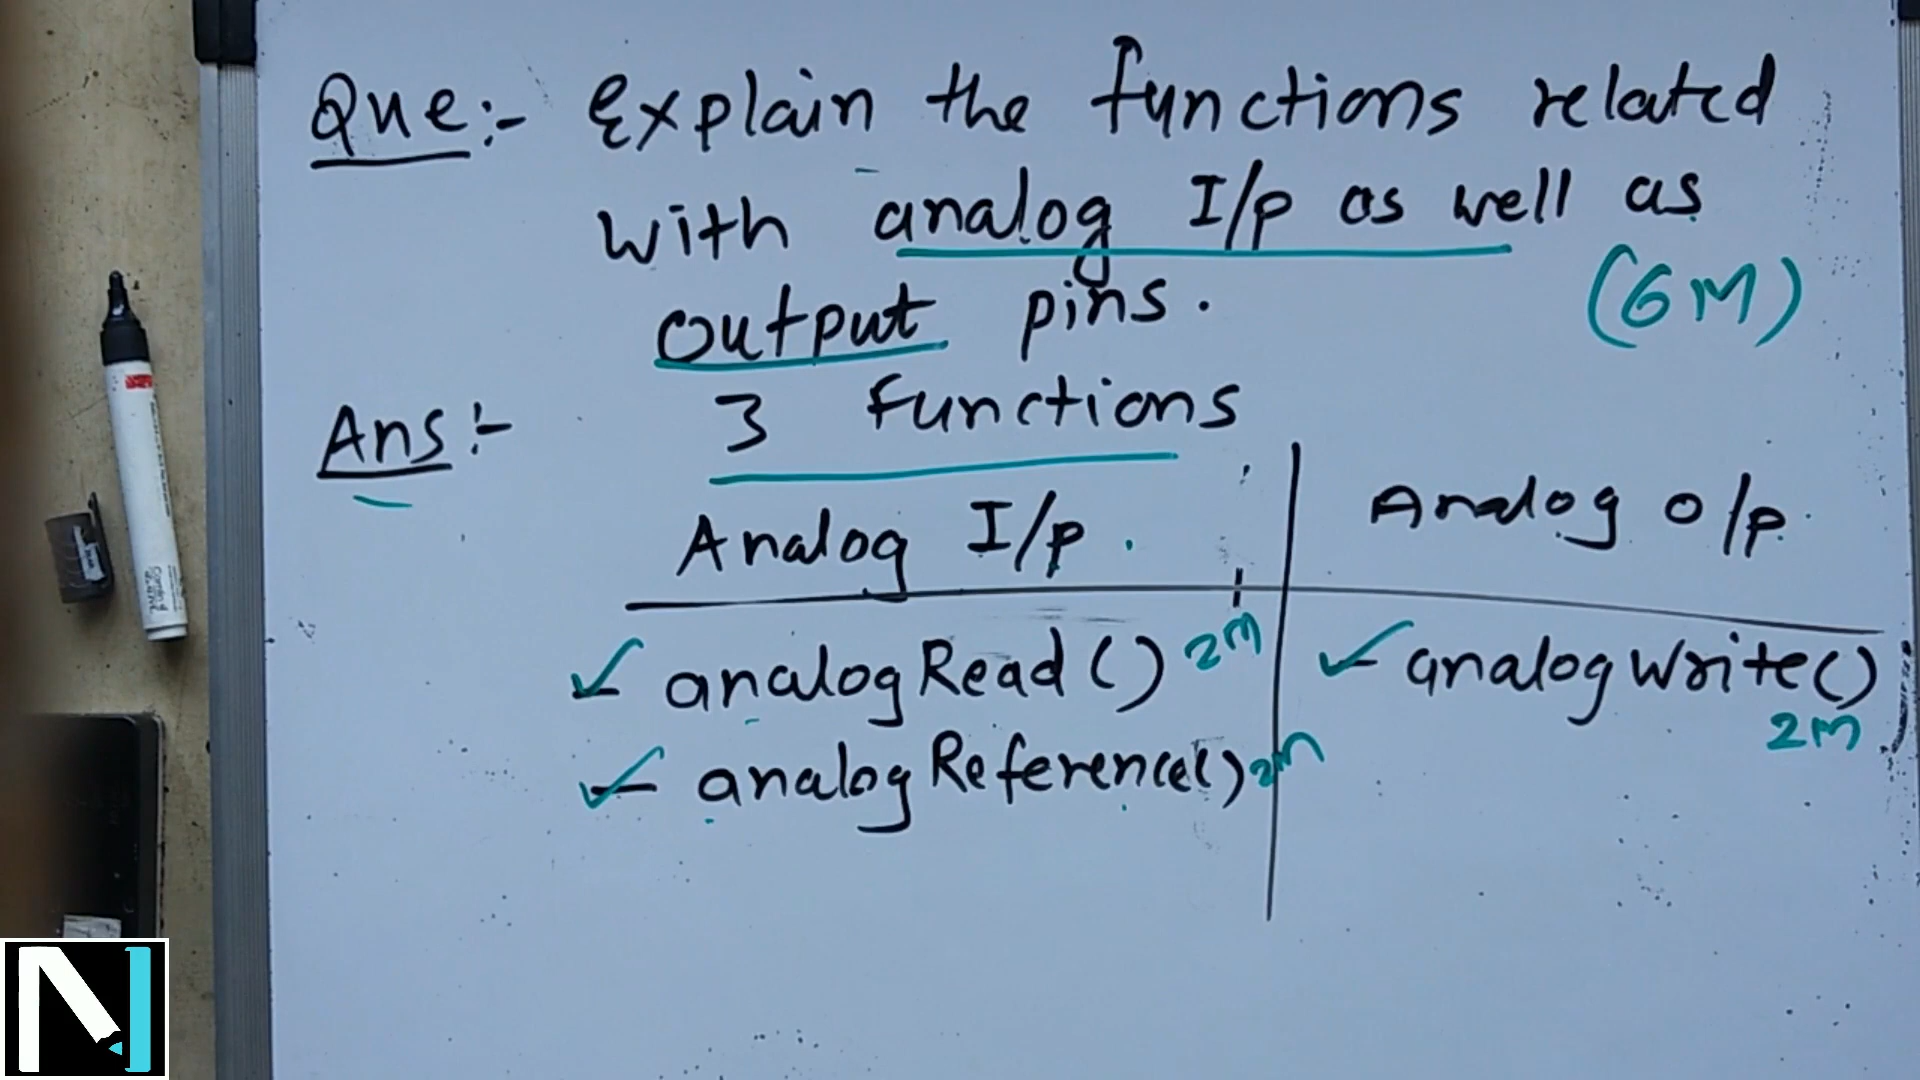 Que:- Explain the functions related
with analog I/p as well as
output pins.
(6M)
Ans:- 3 functions
Analog I/p. Analog o/p.
- analogRead() 2M - analogWrite() 2M
- analogReference() 2M
N